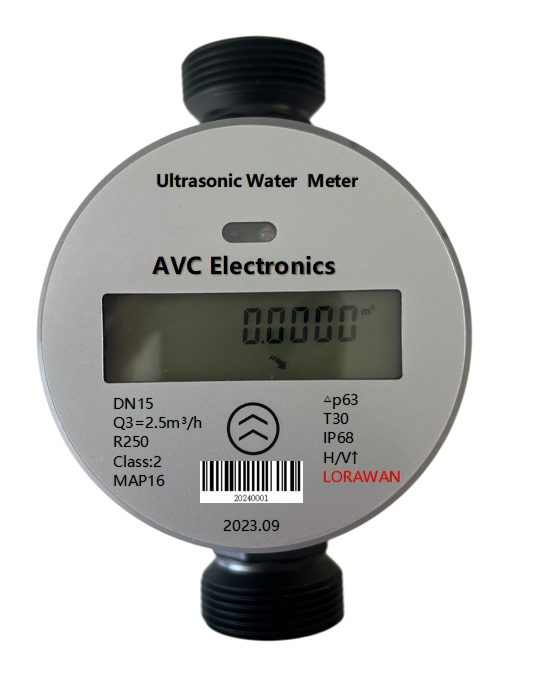 Ultrasonic Water Meter
AVC Electronics
0.0000 m³
DN15
Q3=2.5m³/h
R250
Class:2
MAP16
△p63
T30
IP68
H/V↑
LORAWAN
20240001
2023.09